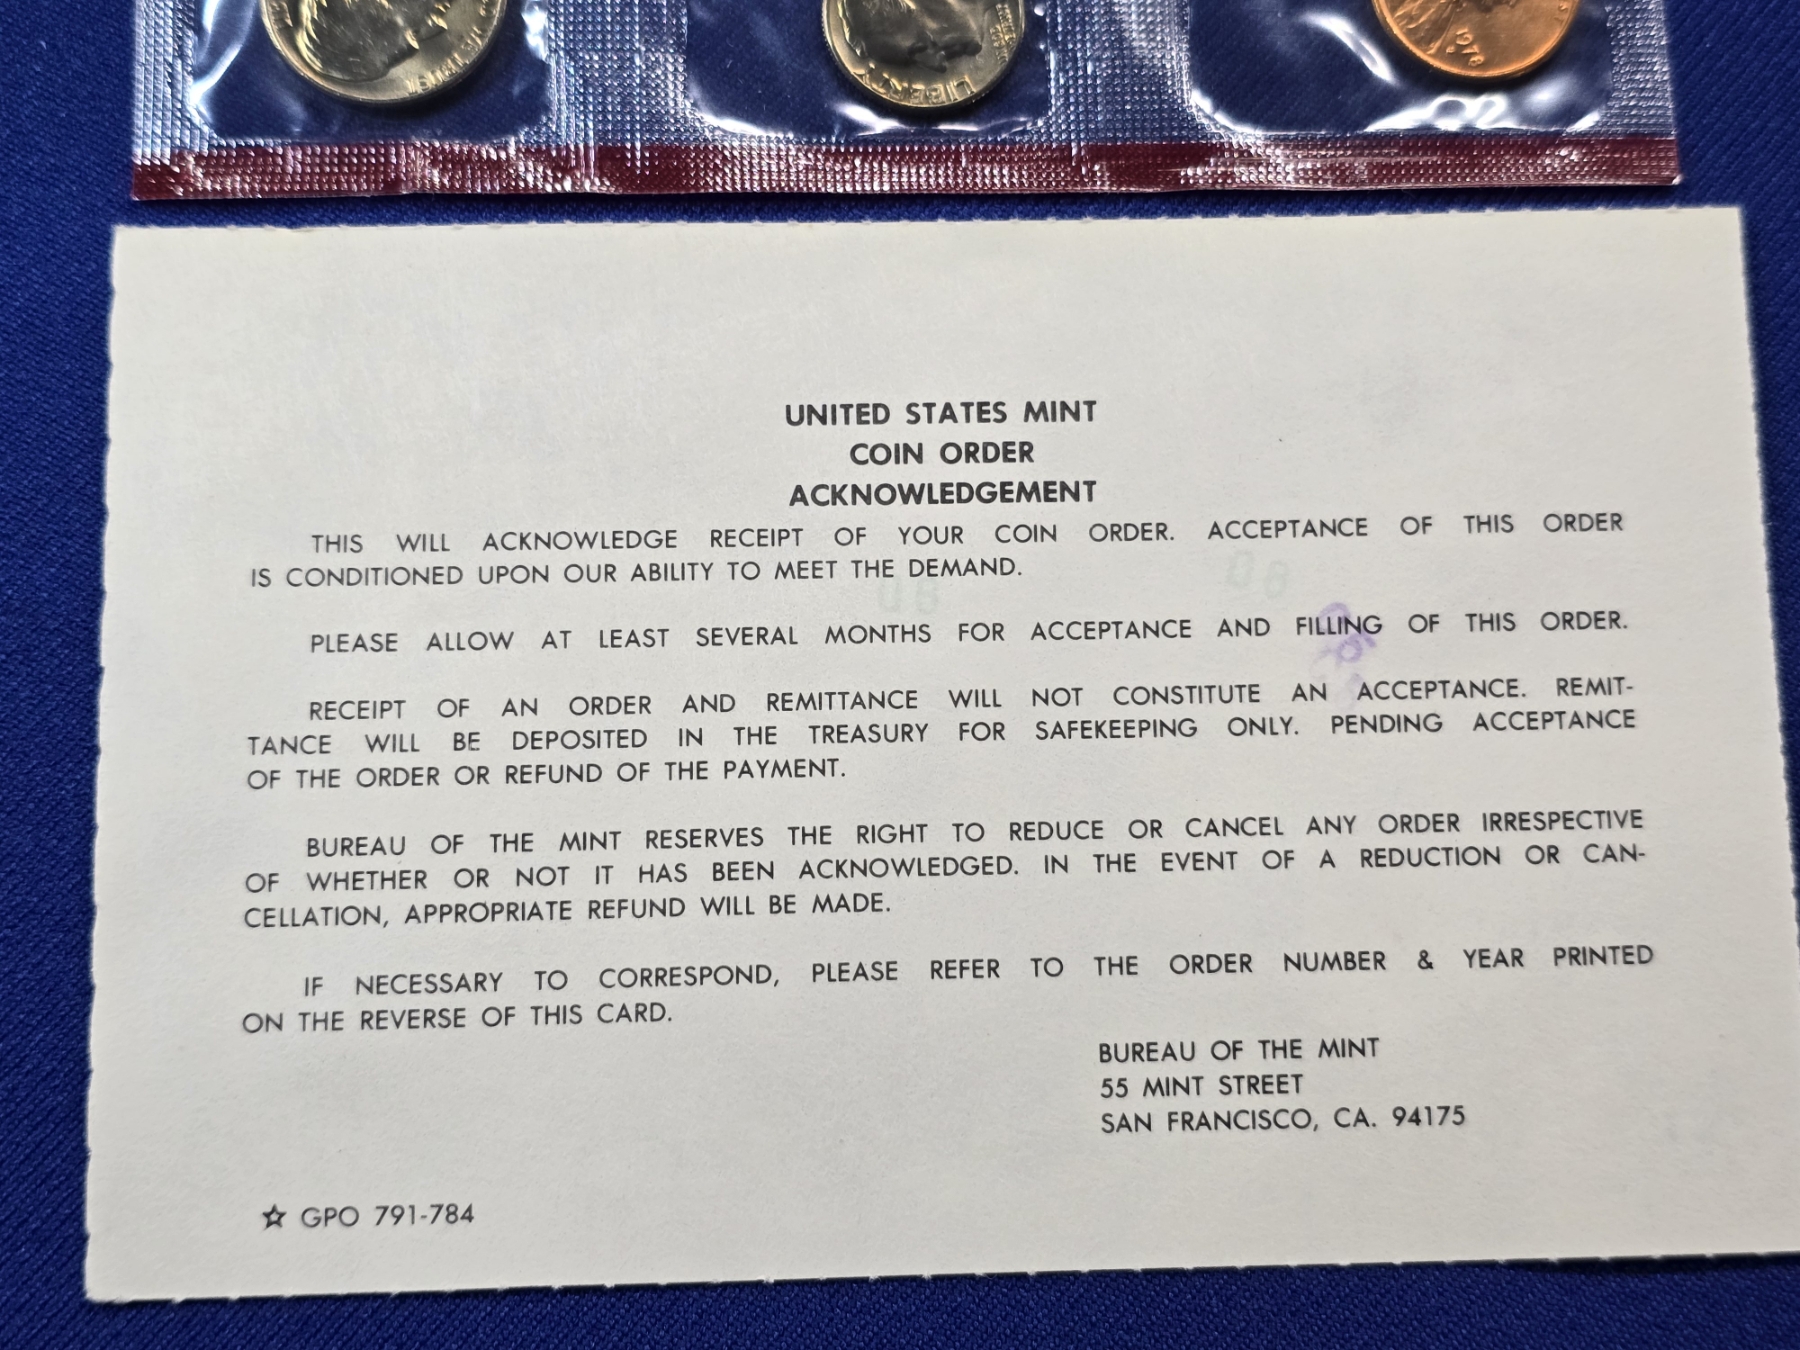 LIBERTY
UNITED STATES MINT
COIN ORDER
ACKNOWLEDGEMENT
THIS WILL ACKNOWLEDGE RECEIPT OF YOUR COIN ORDER. ACCEPTANCE OF THIS ORDER
IS CONDITIONED UPON OUR ABILITY TO MEET THE DEMAND.
PLEASE ALLOW AT LEAST SEVERAL MONTHS FOR ACCEPTANCE AND FILLING OF THIS ORDER.
RECEIPT OF AN ORDER AND REMITTANCE WILL NOT CONSTITUTE AN ACCEPTANCE. REMIT-
TANCE WILL BE DEPOSITED IN THE TREASURY FOR SAFEKEEPING ONLY. PENDING ACCEPTANCE
OF THE ORDER OR REFUND OF THE PAYMENT.
BUREAU OF THE MINT RESERVES THE RIGHT TO REDUCE OR CANCEL ANY ORDER IRRESPECTIVE
OF WHETHER OR NOT IT HAS BEEN ACKNOWLEDGED. IN THE EVENT OF A REDUCTION OR CAN-
CELLATION, APPROPRIATE REFUND WILL BE MADE.
IF NECESSARY TO CORRESPOND, PLEASE REFER TO THE ORDER NUMBER & YEAR PRINTED
ON THE REVERSE OF THIS CARD.
BUREAU OF THE MINT
55 MINT STREET
SAN FRANCISCO, CA. 94175
☆ GPO 791-784